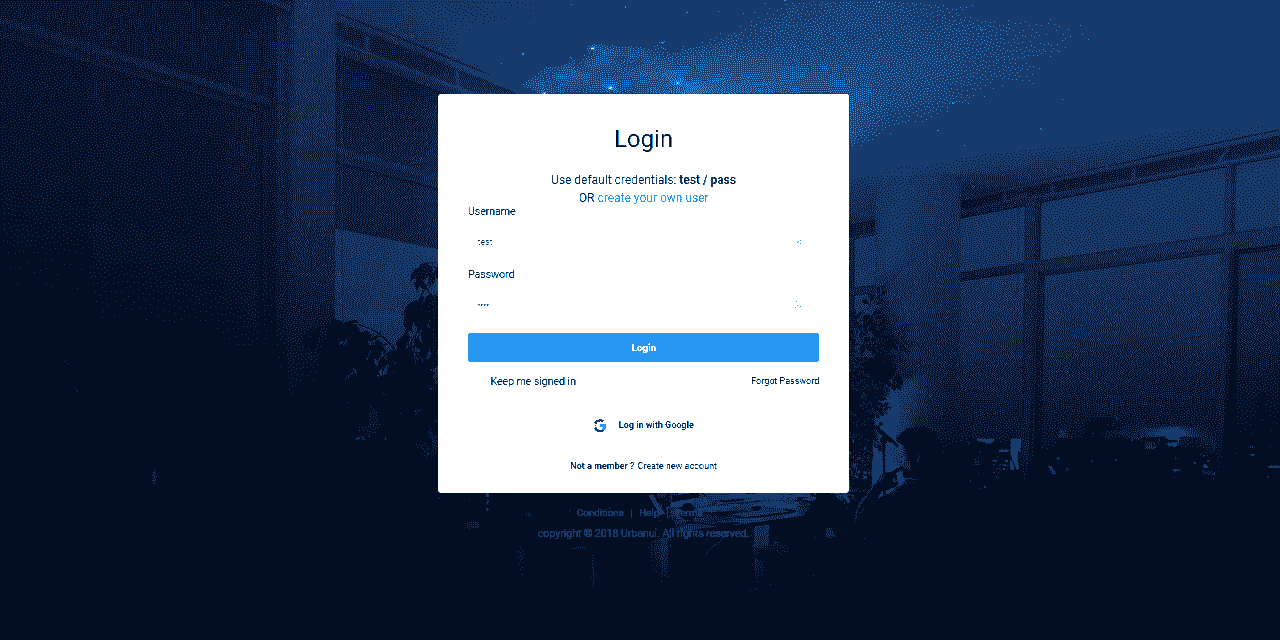 Login
Use default credentials: test / pass
OR create your own user
Username
test
Password
Login
Keep me signed in Forgot Password
Log in with Google
Not a member ? Create new account
Conditions | Help | Terms
copyright © 2018 Urbanui. All rights reserved.